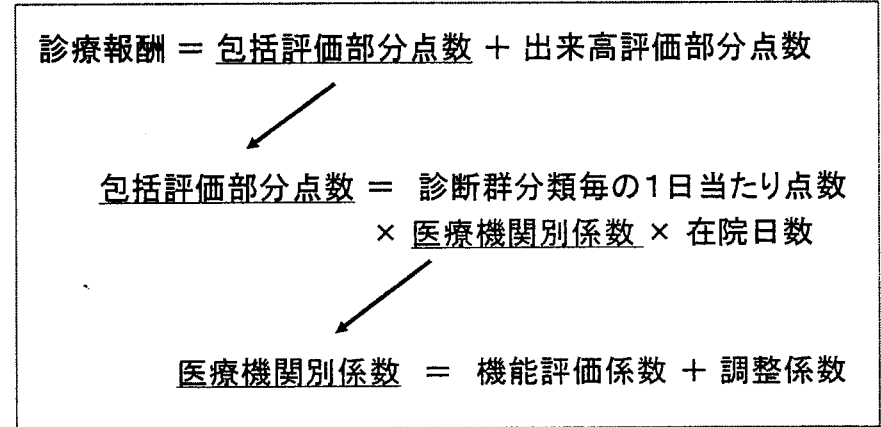 診療報酬 ＝ 包括評価部分点数 ＋ 出来高評価部分点数
包括評価部分点数 ＝ 診断群分類毎の１日当たり点数
× 医療機関別係数 × 在院日数
医療機関別係数 ＝ 機能評価係数 ＋ 調整係数